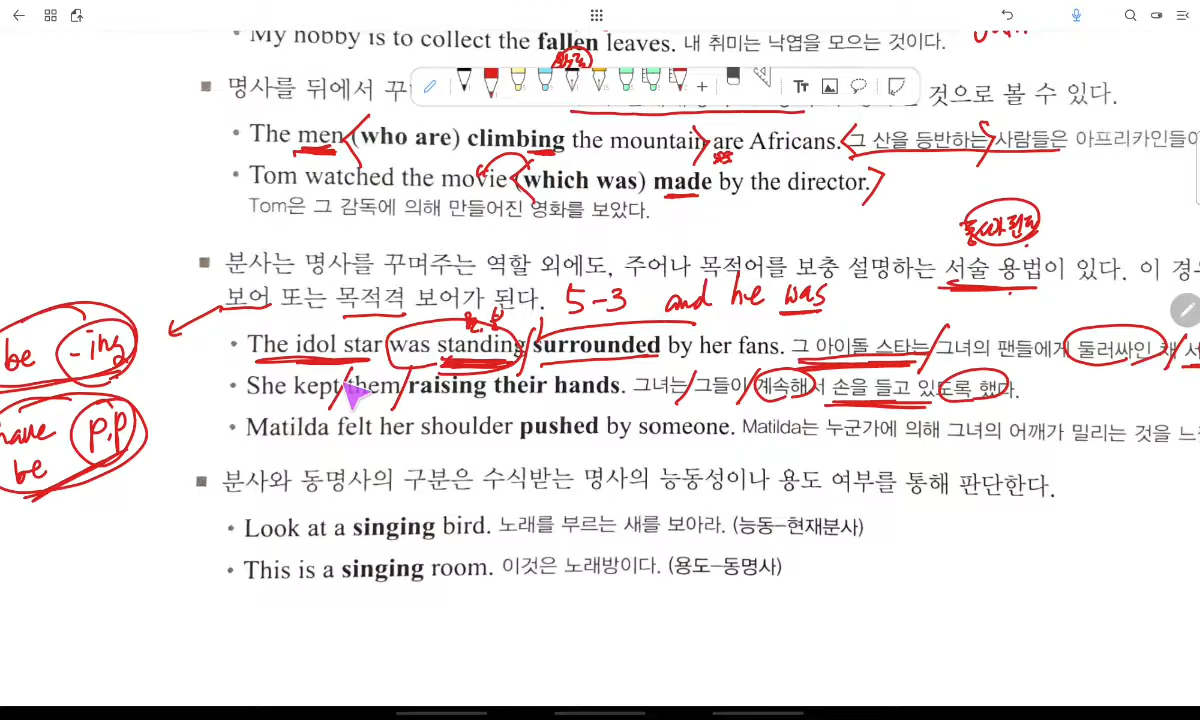 • My hobby is to collect the fallen leaves. 내 취미는 낙엽을 모으는 것이다.
TT
명사를 뒤에서 꾸 것으로 볼 수 있다.
• The men (who are) climbing the mountain are Africans. 그 산을 등반하는 사람들은 아프리카인들이
• Tom watched the movie (which was) made by the director.
Tom은 그 감독에 의해 만들어진 영화를 보았다.
분사는 명사를 꾸며주는 역할 외에도, 주어나 목적어를 보충 설명하는 서술 용법이 있다. 이 경우
보어 또는 목적격 보어가 된다. 5-3 and he was
be -ing
• The idol star was standing surrounded by her fans. 그 아이돌 스타는 그녀의 팬들에게 둘러싸인 채 서
• She kept them raising their hands. 그녀는 그들이 계속해서 손을 들고 있도록 했다.
have p.p
be
• Matilda felt her shoulder pushed by someone. Matilda는 누군가에 의해 그녀의 어깨가 밀리는 것을 느
분사와 동명사의 구분은 수식받는 명사의 능동성이나 용도 여부를 통해 판단한다.
• Look at a singing bird. 노래를 부르는 새를 보아라. (능동-현재분사)
• This is a singing room. 이것은 노래방이다. (용도-동명사)